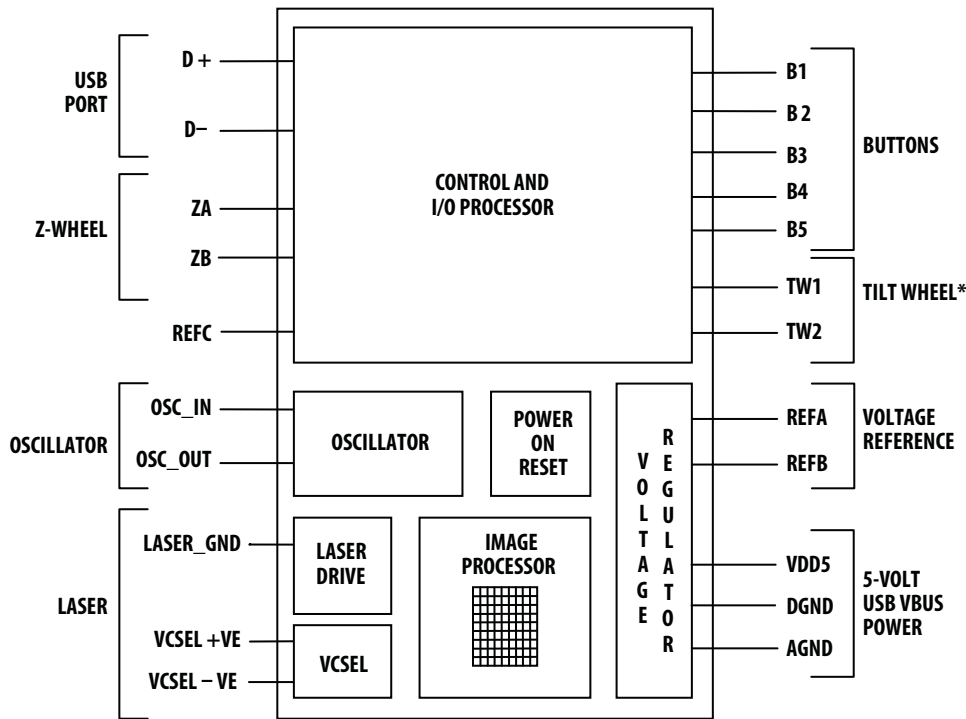 USB
PORT
D +
D–
Z-WHEEL
ZA
ZB
REFC
CONTROL AND
I/O PROCESSOR
B1
B 2
B3
B4
B5
BUTTONS
TW1
TW2
TILT WHEEL*
OSCILLATOR
OSC_IN
OSC_OUT
OSCILLATOR
POWER
ON
RESET
VOLTAGE
REGULATOR
REFA
REFB
VOLTAGE
REFERENCE
LASER
LASER_GND
VCSEL +VE
VCSEL – VE
LASER
DRIVE
VCSEL
IMAGE
PROCESSOR
VDD5
DGND
AGND
5-VOLT
USB VBUS
POWER